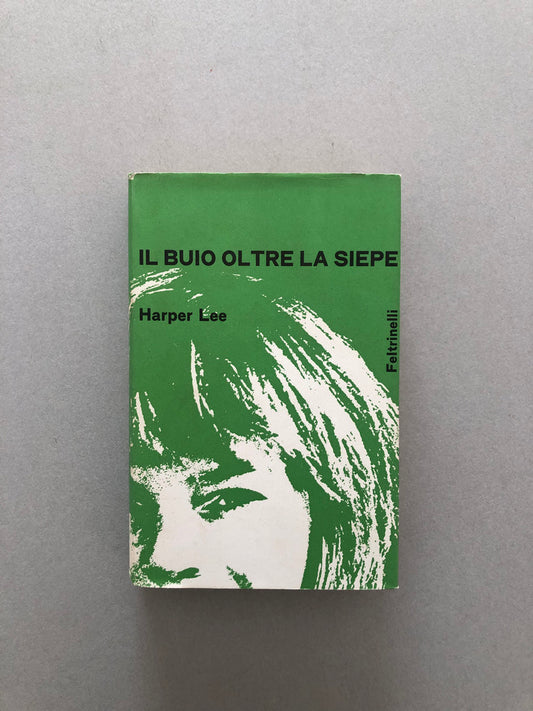 IL BUIO OLTRE LA SIEPE
Harper Lee
Feltrinelli